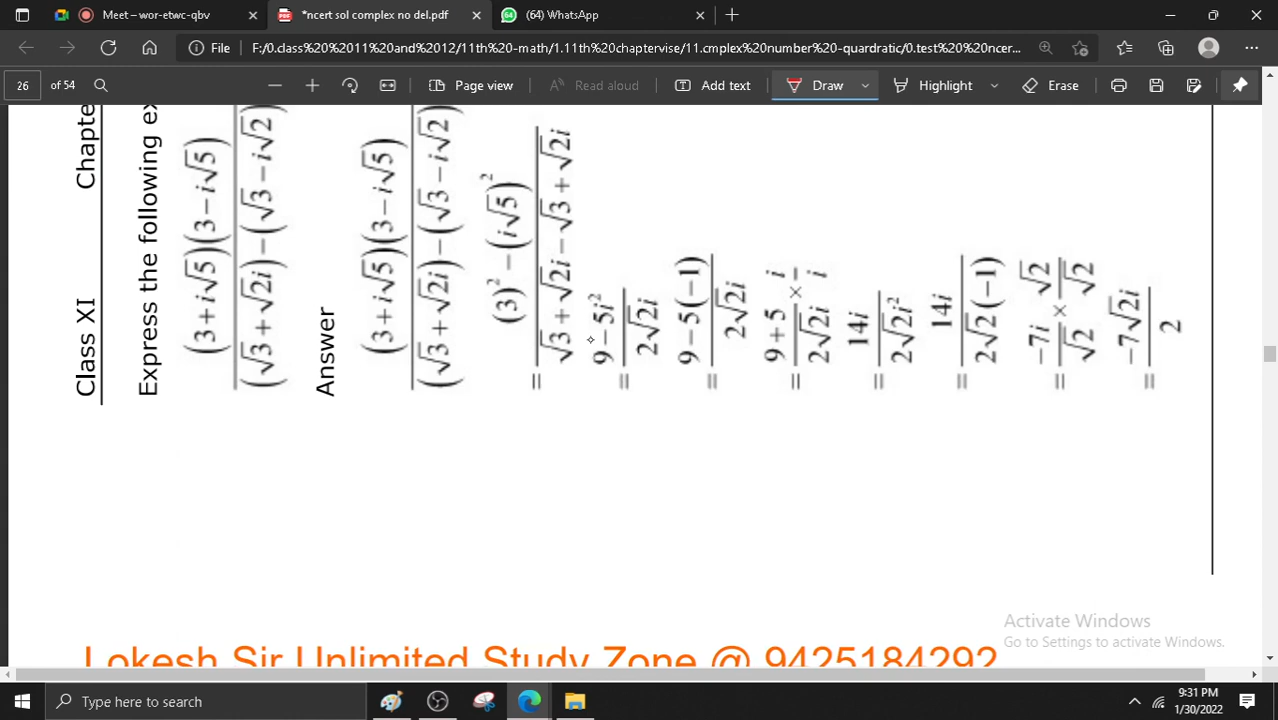 Meet – wor-etwc-qbv
*ncert sol complex no del.pdf
(64) WhatsApp
File
F:/0.class%20%2011%20and%2012/11th%20-math/1.11th%20chaptervise/11.cmplex%20number%20-quardratic/0.test%20%20ncer...
26 of 54
Page view
Read aloud
Add text
Draw
Highlight
Erase
Class XI Chapte
Express the following ex
(3+i√5)(3−i√5)
(√3+√2i)−(√3−i√2)
Answer
(3+i√5)(3−i√5)
(√3+√2i)−(√3−i√2)
= (3)²−(i√5)²
√3+√2i−√3+√2i
= 9−5i²
2√2i
= 9−5(−1)
2√2i
= 9+5 × i
2√2i i
= 14i
2√2i²
= 14i
2√2(−1)
= −7i × √2
√2 √2
= −7√2i
2
Activate Windows
Go to Settings to activate Windows.
Lokesh Sir Unlimited Study Zone @ 9425184292
Type here to search
9:31 PM
1/30/2022